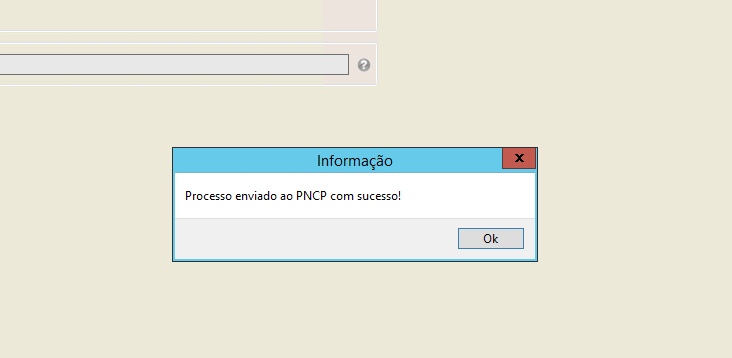 ?
Informação
x
Processo enviado ao PNCP com sucesso!
Ok